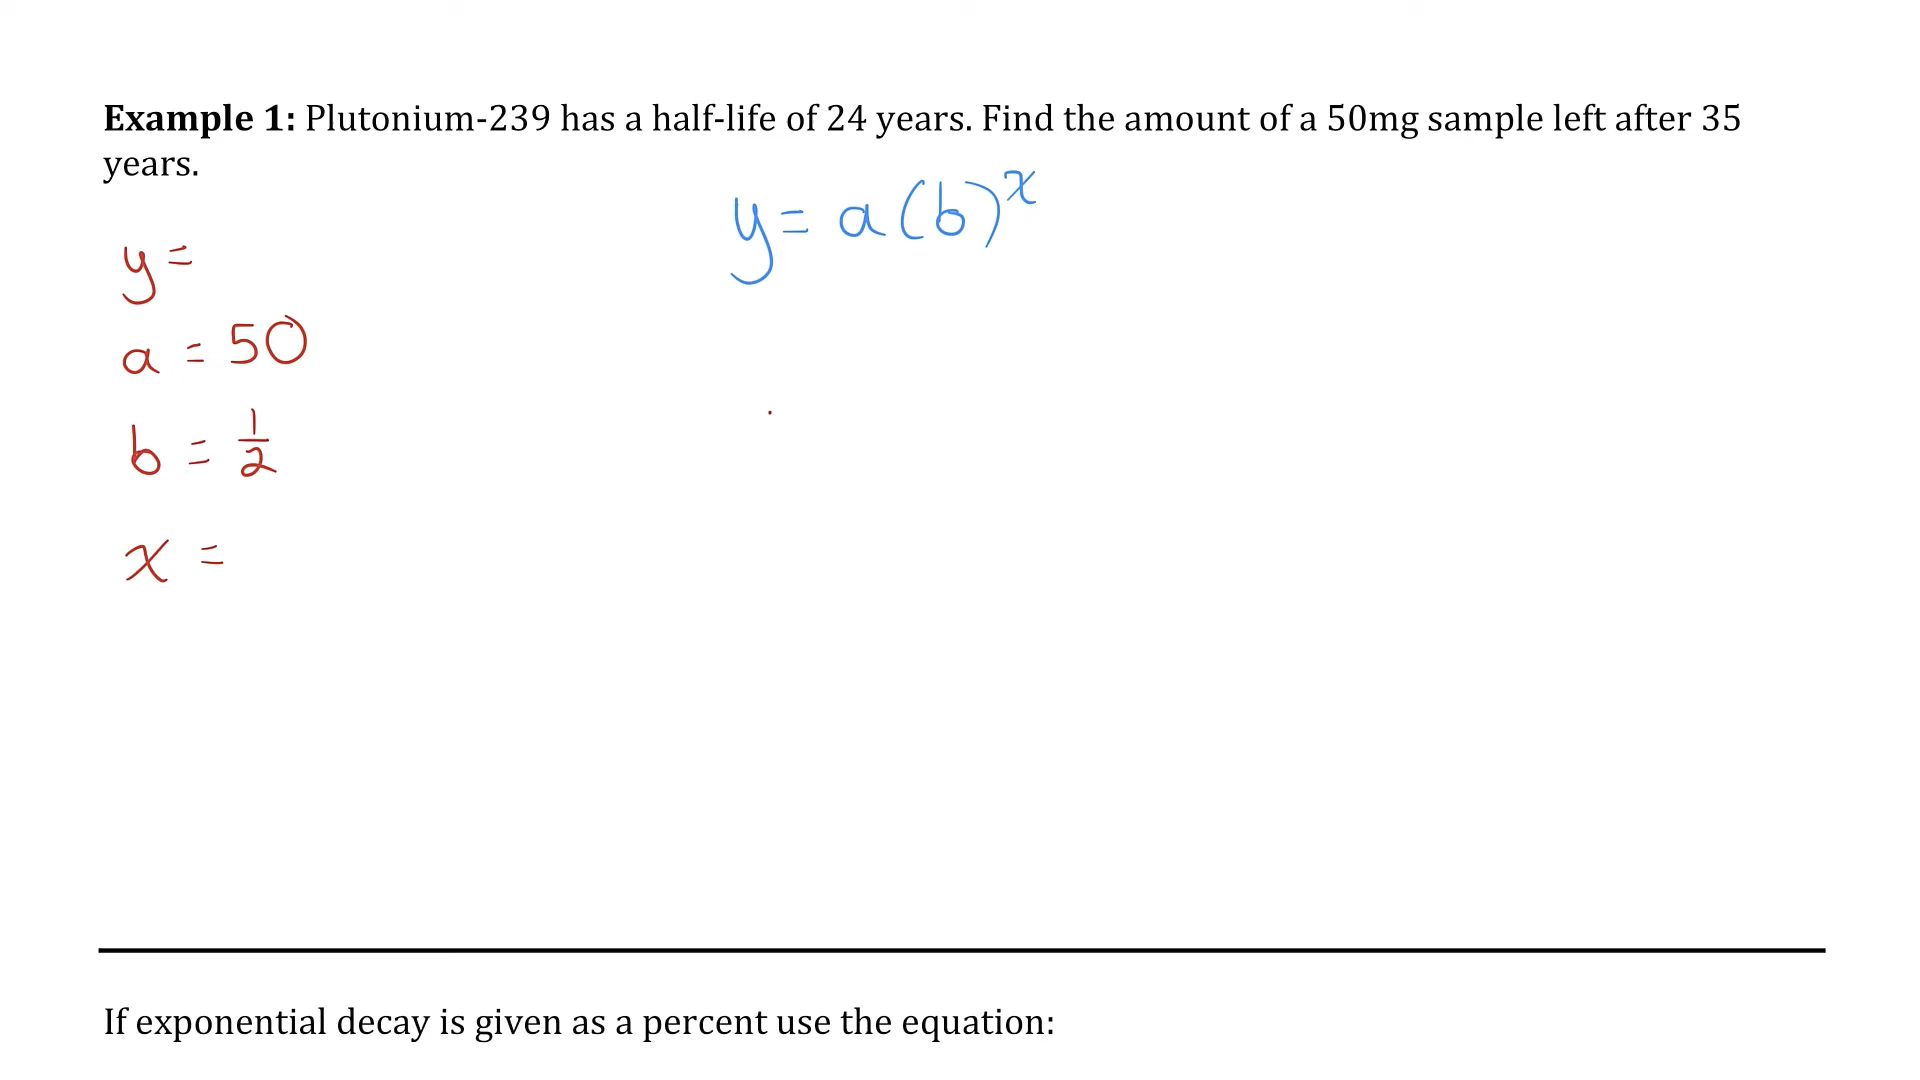 Example 1: Plutonium-239 has a half-life of 24 years. Find the amount of a 50mg sample left after 35
years.
y = a(b)^x
y =
a = 50
b = 1/2
x =
If exponential decay is given as a percent use the equation: